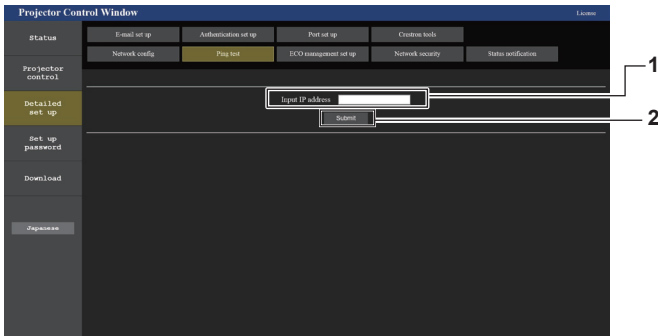 Projector Control Window License
Status
E-mail set up Authentication set up Port set up Crestron tools
Network config Ping test ECO management set up Network security Status notification
Projector
control
1
Input IP address
Detailed
set up
Submit
2
Set up
password
Download
Japanese